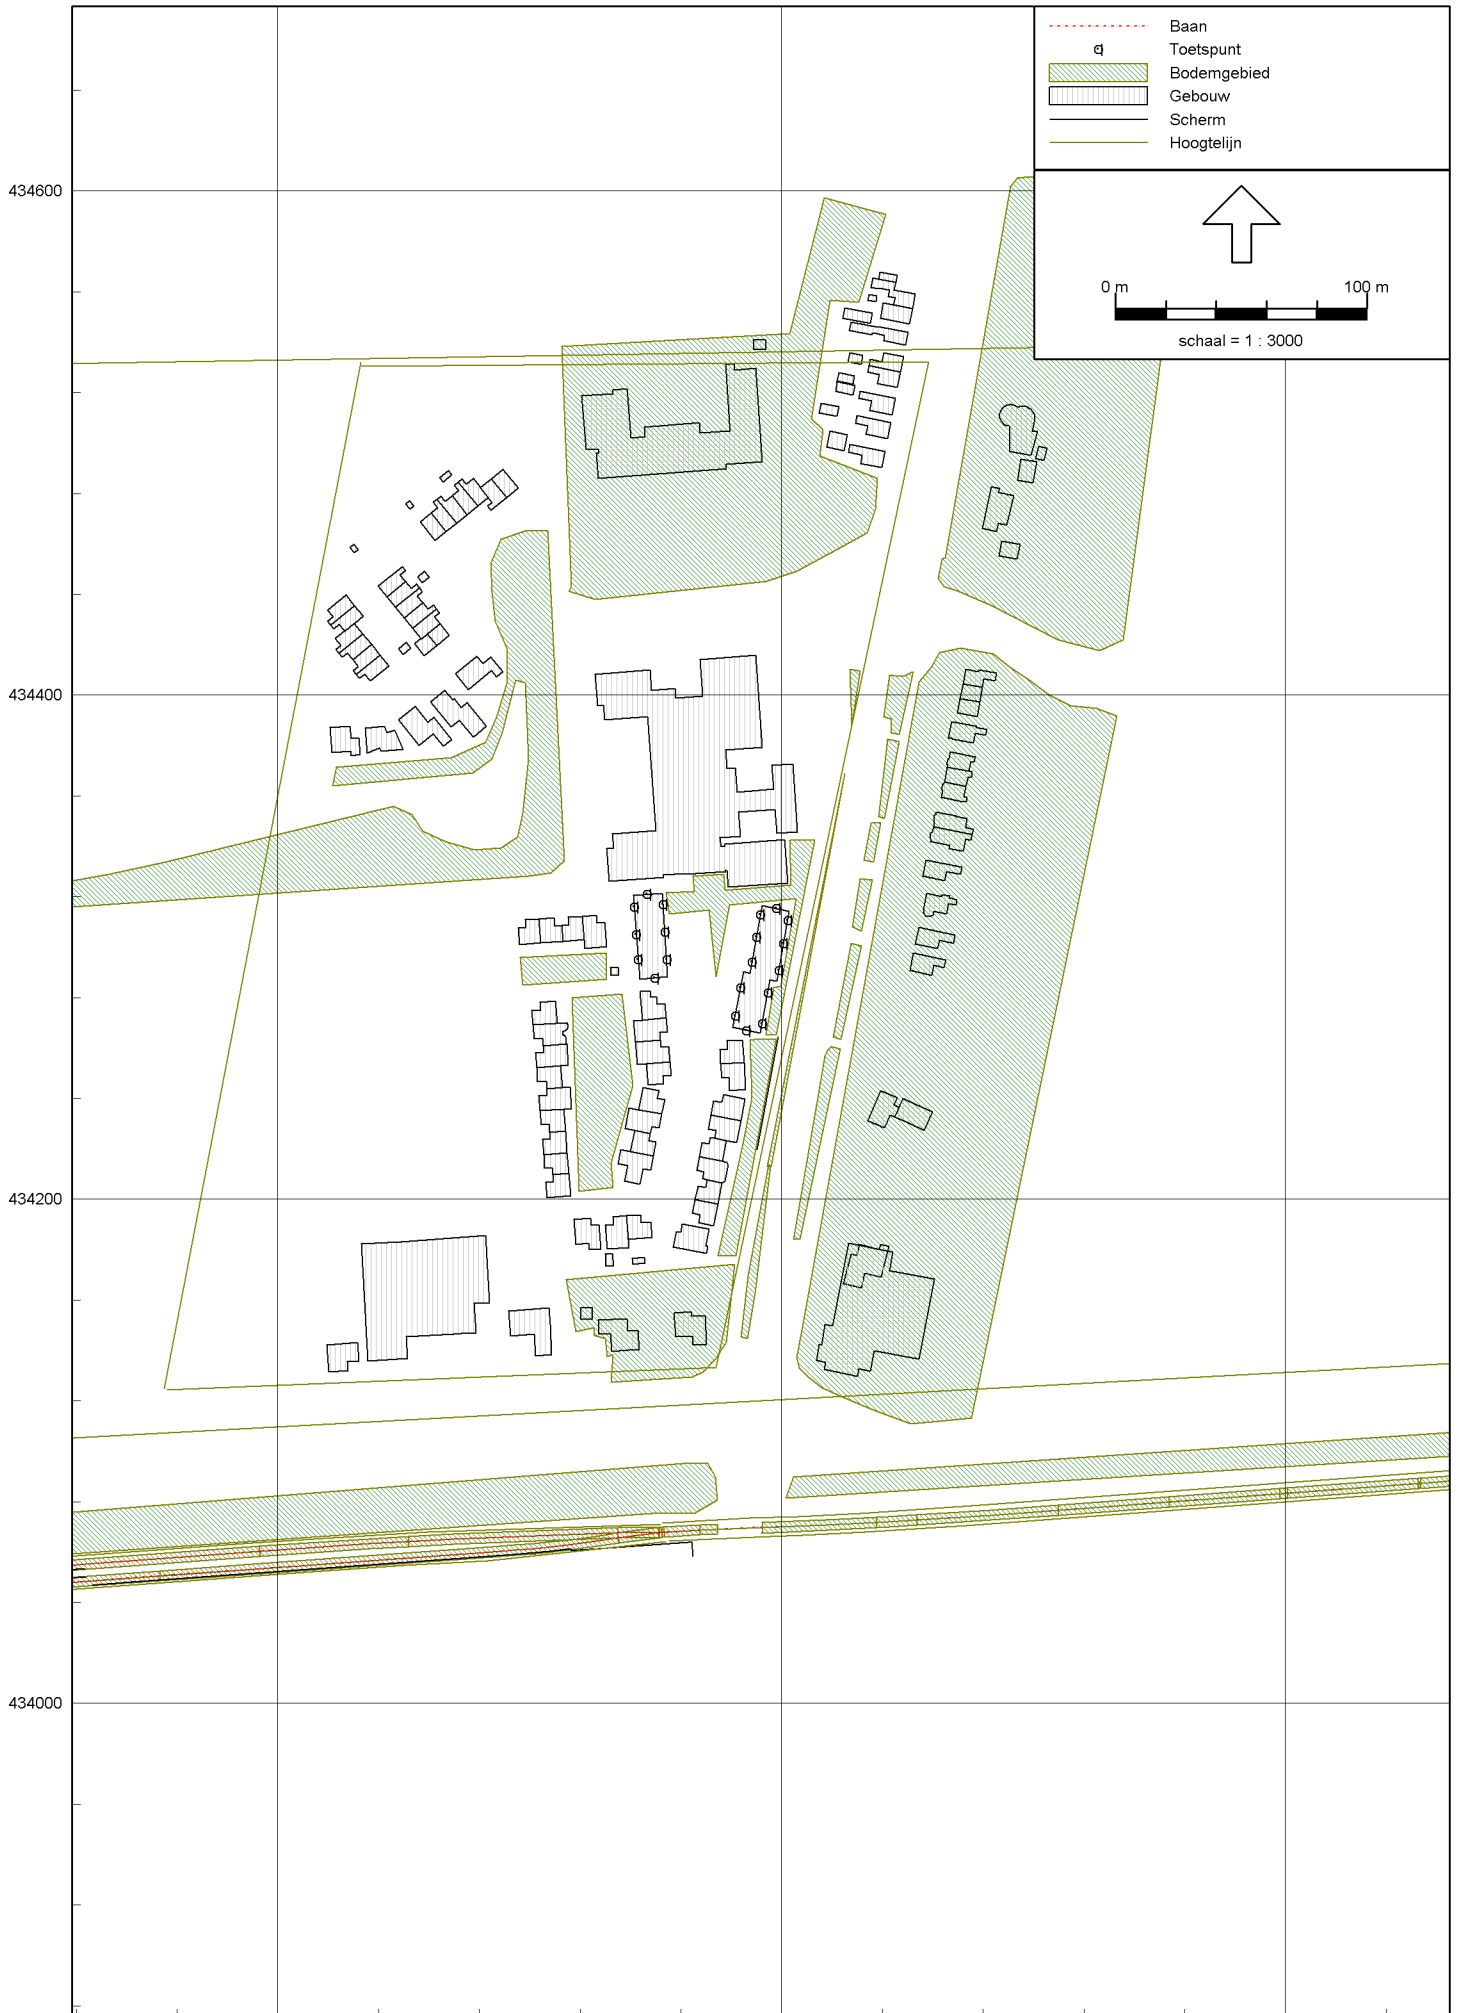 Baan
Toetspunt
Bodemgebied
Gebouw
Scherm
Hoogtelijn
434600
0 m 100 m
schaal = 1 : 3000
434400
434200
434000